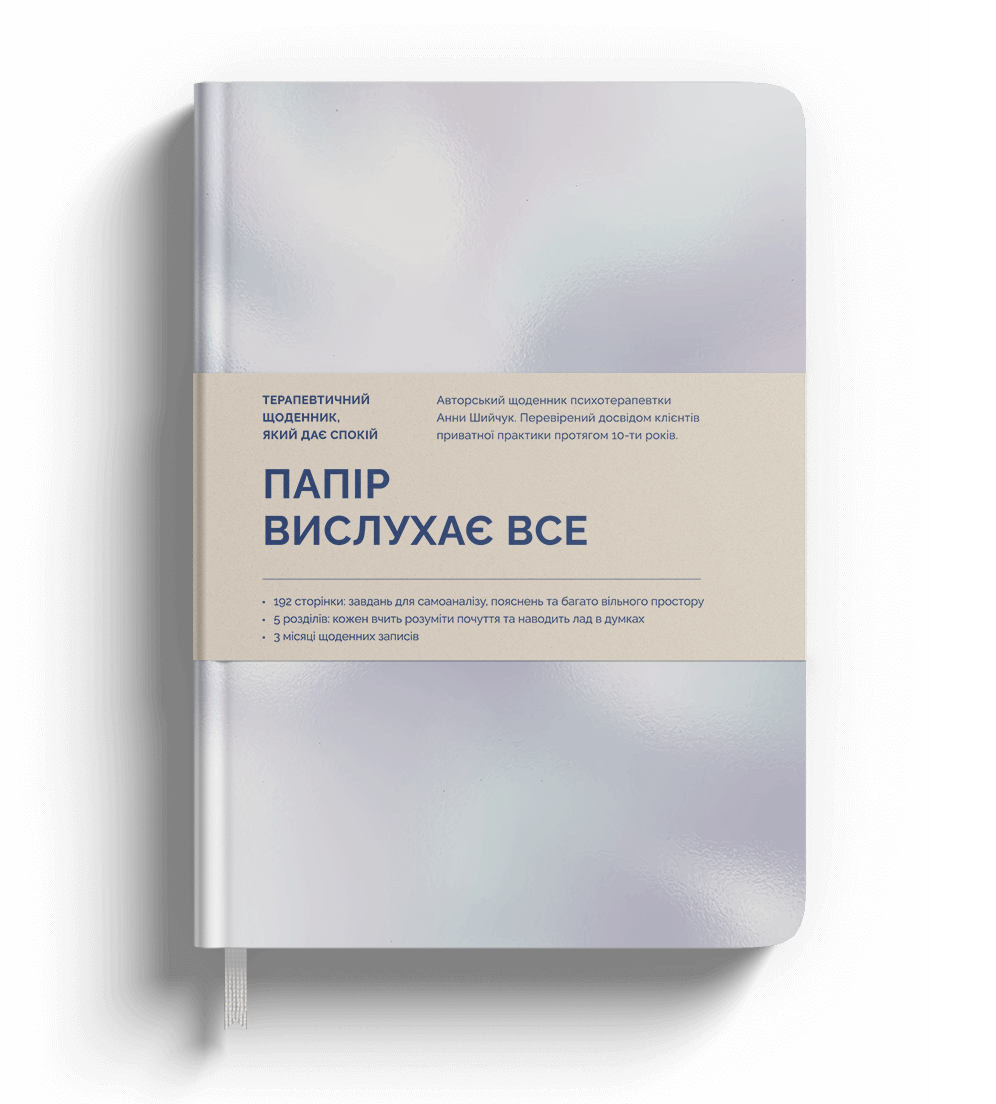 ТЕРАПЕВТИЧНИЙ
ЩОДЕННИК,
ЯКИЙ ДАЄ СПОКІЙ
Авторський щоденник психотерапевтки
Анни Шийчук. Перевірений досвідом клієнтів
приватної практики протягом 10-ти років.
ПАПІР
ВИСЛУХАЄ ВСЕ
• 192 сторінки: завдань для самоаналізу, пояснень та багато вільного простору
• 5 розділів: кожен вчить розуміти почуття та наводить лад в думках
• 3 місяці щоденних записів